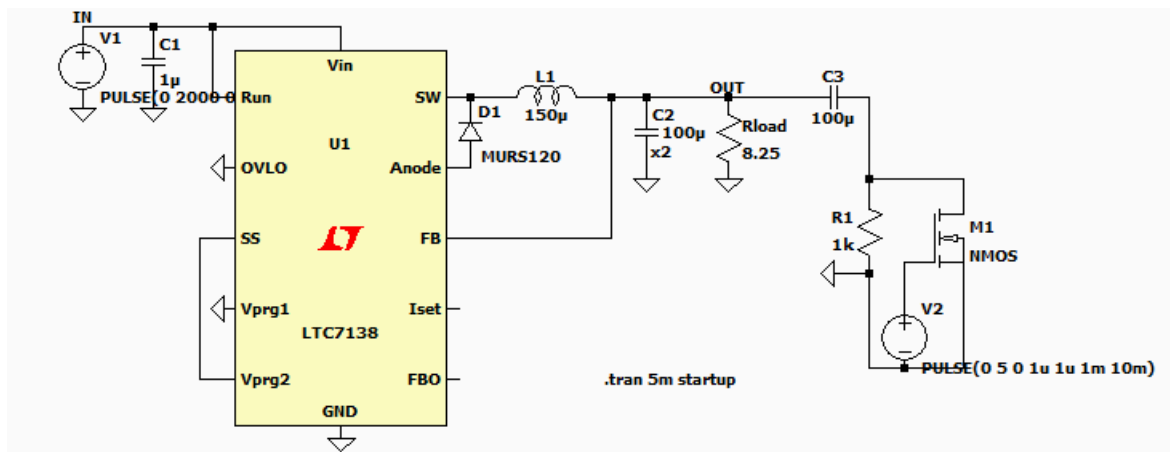 IN
V1
C1
1µ
PULSE(0 2000 0
Vin
Run
SW
U1
OVLO
Anode
SS
FB
Vprg1
Iset
LTC7138
Vprg2
FBO
GND
D1
MURS120
L1
150µ
C2
100µ
x2
OUT
Rload
8.25
C3
100µ
R1
1k
M1
NMOS
V2
PULSE(0 5 0 1u 1u 1m 10m)
.tran 5m startup